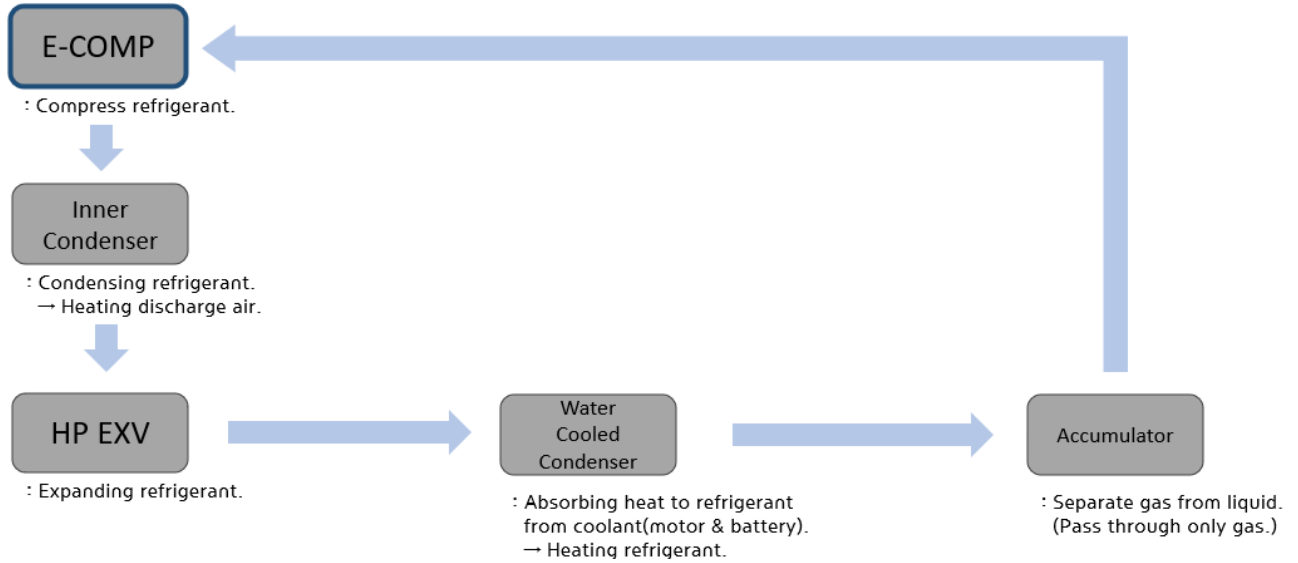 E-COMP
: Compress refrigerant.
Inner
Condenser
: Condensing refrigerant.
→ Heating discharge air.
HP EXV
: Expanding refrigerant.
Water
Cooled
Condenser
: Absorbing heat to refrigerant
from coolant(motor & battery).
→ Heating refrigerant.
Accumulator
: Separate gas from liquid.
(Pass through only gas.)